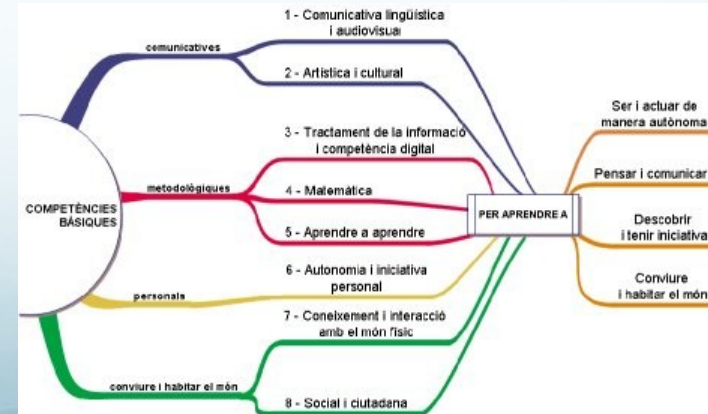 COMPETÈNCIES
BÀSIQUES
comunicatives
1 - Comunicativa lingüística
i audiovisual
2 - Artística i cultural
metodològiques
3 - Tractament de la informació
i competència digital
4 - Matemàtica
5 - Aprendre a aprendre
personals
6 - Autonomia i iniciativa
personal
conviure i habitar el món
7 - Coneixement i interacció
amb el món físic
8 - Social i ciutadana
PER APRENDRE A
Ser i actuar de
manera autònoma
Pensar i comunicar
Descobrir
i tenir iniciativa
Conviure
i habitar el món